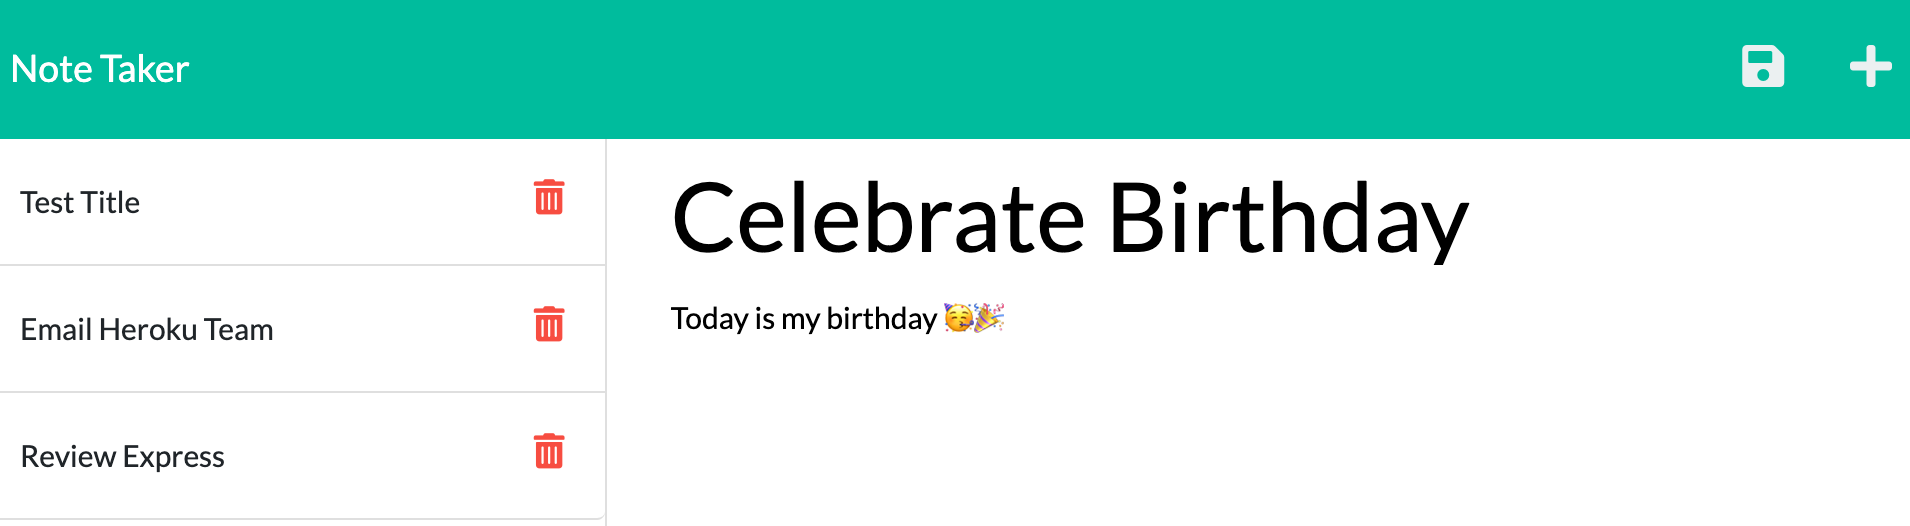 Note Taker
Test Title
Email Heroku Team
Review Express
Celebrate Birthday
Today is my birthday 🥳🎉